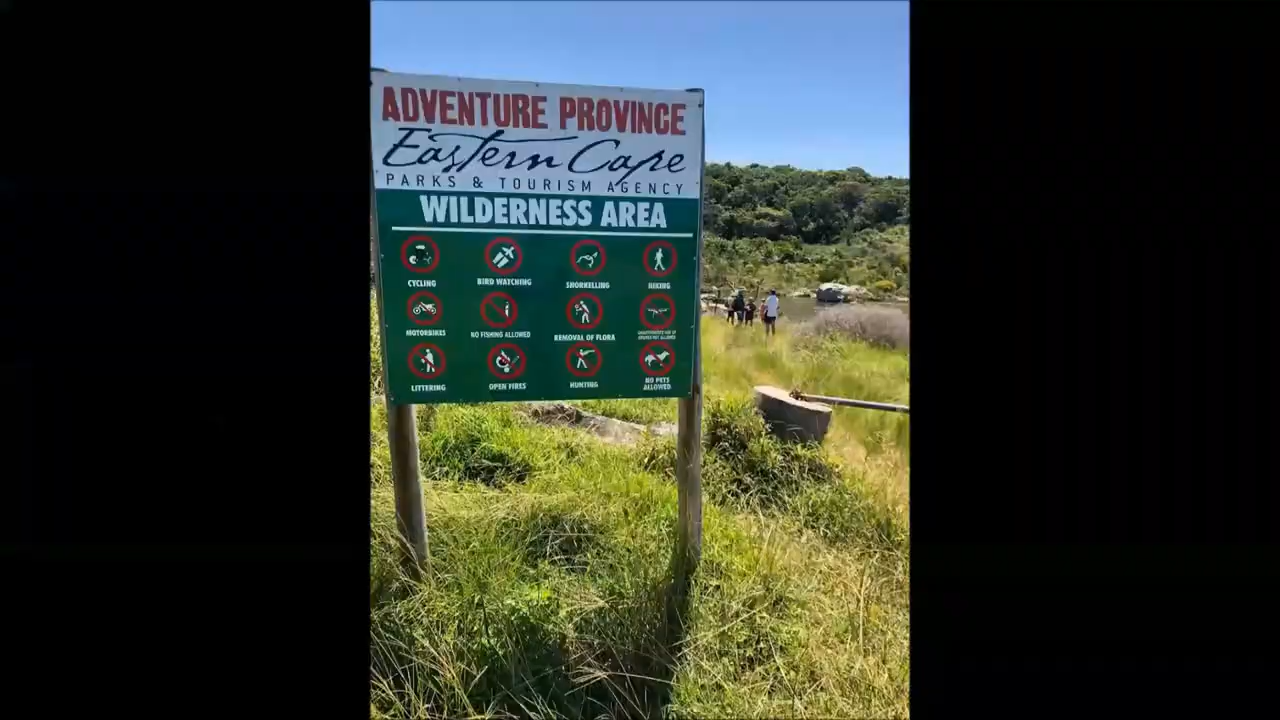 ADVENTURE PROVINCE
Eastern Cape
PARKS & TOURISM AGENCY
WILDERNESS AREA
CYCLING
BIRD WATCHING
SNORKELLING
HIKING
MOTORBIKES
NO FISHING ALLOWED
REMOVAL OF FLORA
LITTERING
OPEN FIRES
HUNTING
NO PETS
ALLOWED